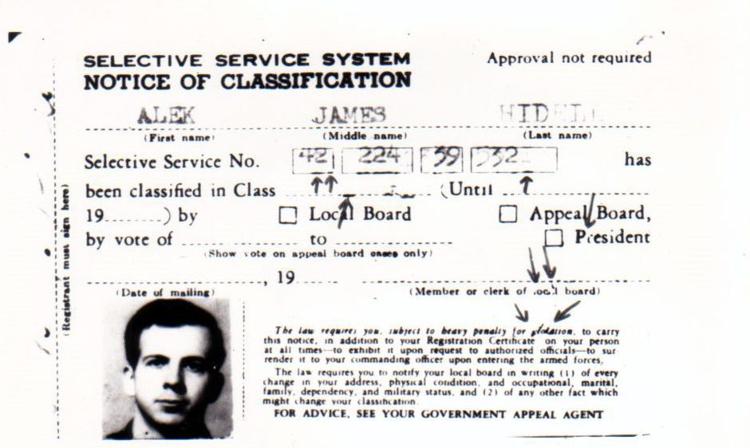 SELECTIVE SERVICE SYSTEM Approval not required
NOTICE OF CLASSIFICATION
ALEK JAMES HIDELL
(First name) (Middle name) (Last name)
Selective Service No. 42 224 39 532 has
been classified in Class (Until
19 ) by Local Board Appeal Board,
by vote of to President
(Show vote on appeal board cases only)
, 19
(Date of mailing) (Member or clerk of local board)
(Registrant must sign here)
The law requires you, subject to heavy penalty for violation, to carry
this notice, in addition to your Registration Certificate on your person
at all times—to exhibit it upon request to authorized officials—to sur
render it to your commanding officer upon entering the armed forces.
The law requires you to notify your local board in writing (1) of every
change in your address, physical condition, and occupational, marital,
family, dependency, and military status, and (2) of any other fact which
might change your classification.
FOR ADVICE, SEE YOUR GOVERNMENT APPEAL AGENT